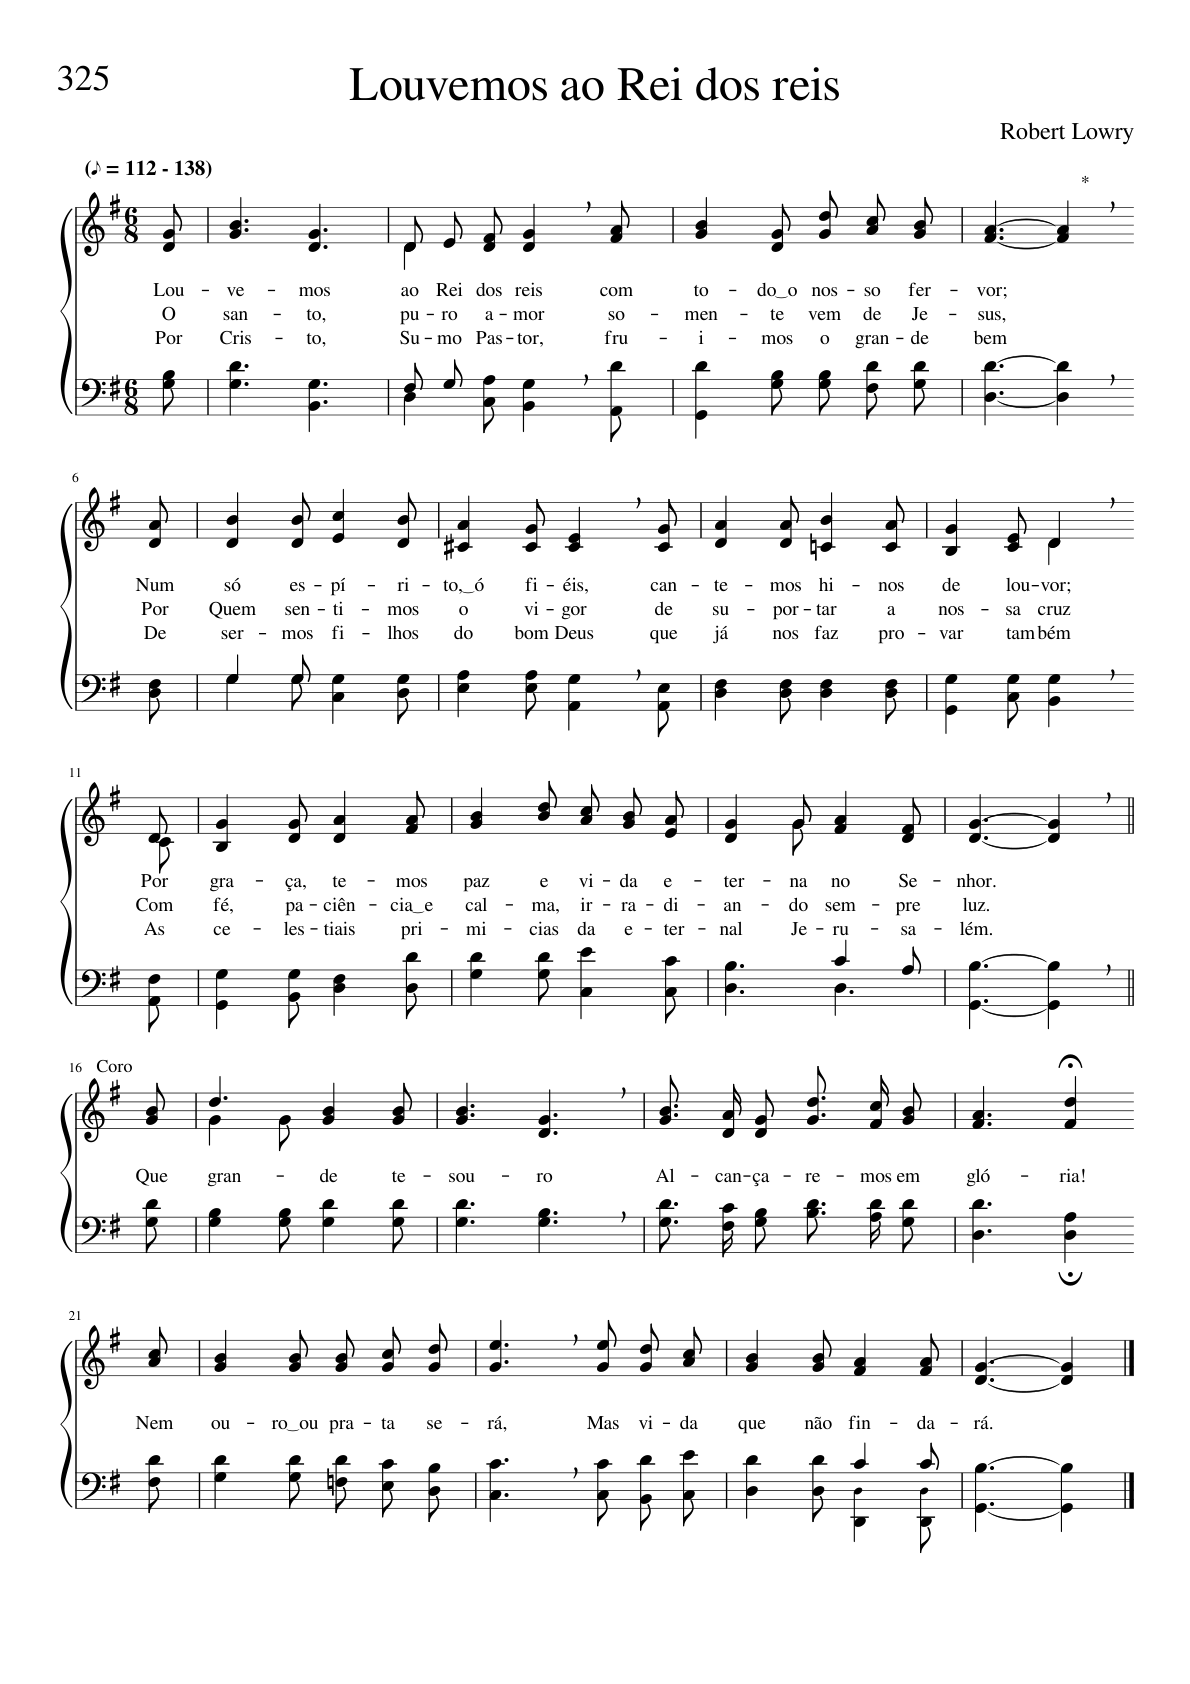 325
Louvemos ao Rei dos reis
Robert Lowry
(♪ = 112 - 138)
*
Lou - ve - mos ao Rei dos reis com to - do‿o nos - so fer - vor;
O san - to, pu - ro a - mor so - men - te vem de Je - sus,
Por Cris - to, Su - mo Pas - tor, fru - i - mos o gran - de bem
6
Num só es - pí - ri - to,‿ó fi - éis, can - te - mos hi - nos de lou - vor;
Por Quem sen - ti - mos o vi - gor de su - por - tar a nos - sa cruz
De ser - mos fi - lhos do bom Deus que já nos faz pro - var tam bém
11
Por gra - ça, te - mos paz e vi - da e - ter - na no Se - nhor.
Com fé, pa - ciên - cia‿e cal - ma, ir - ra - di - an - do sem - pre luz.
As ce - les - tiais pri - mi - cias da e - ter - nal Je - ru - sa - lém.
16 Coro
Que gran - de te - sou - ro Al - can - ça - re - mos em gló - ria!
21
Nem ou - ro‿ou pra - ta se - rá, Mas vi - da que não fin - da - rá.